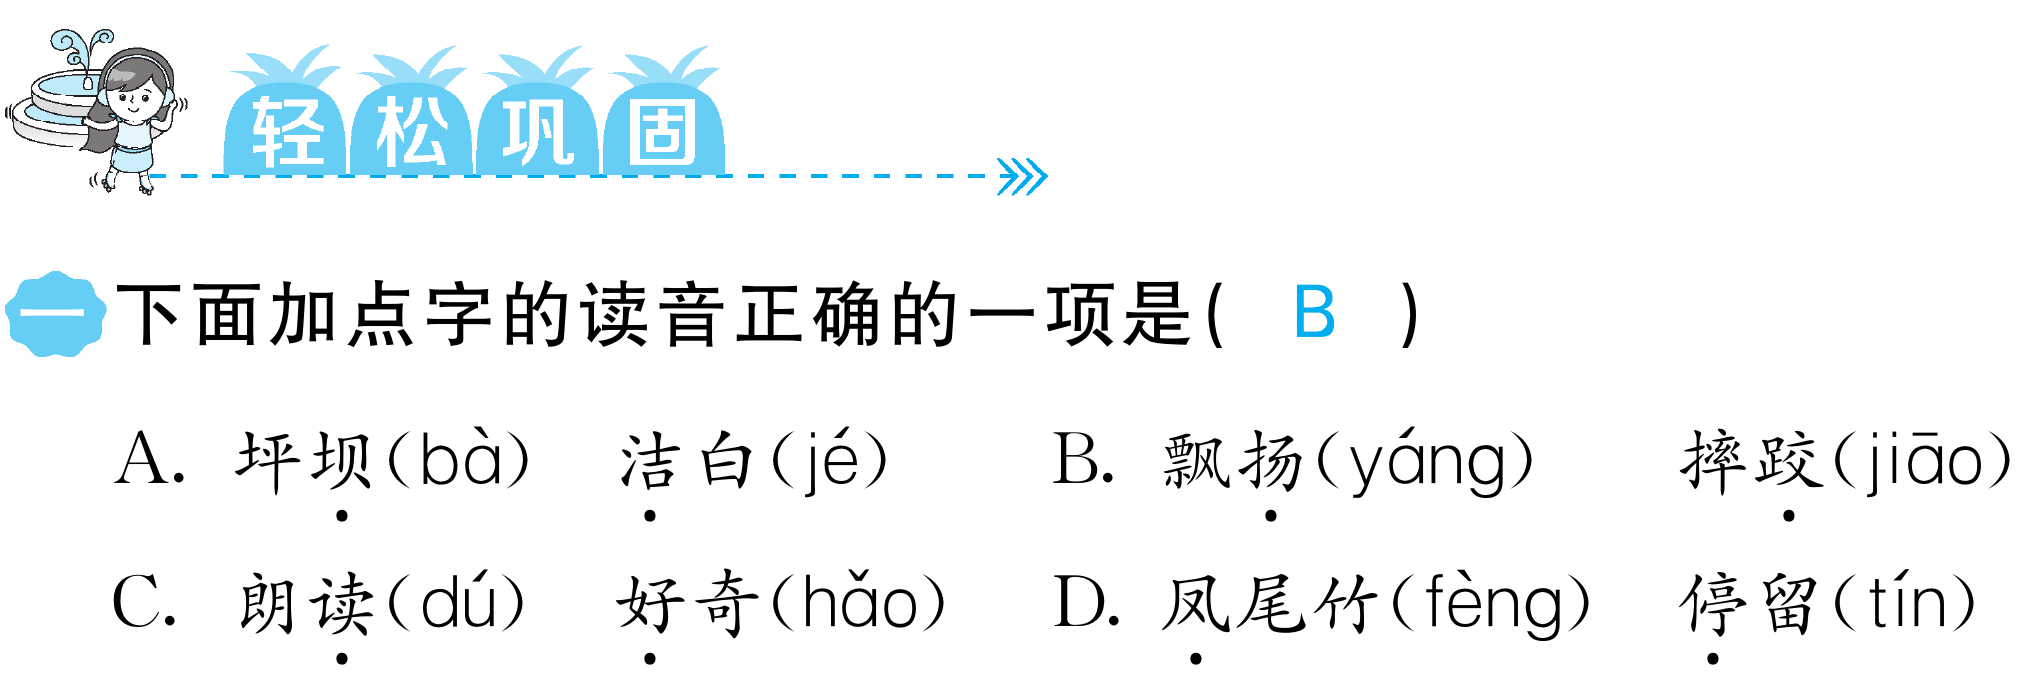 轻松巩固
一 下面加点字的读音正确的一项是( B )
A. 坪坝(bà) 洁白(jé) B. 飘扬(yáng) 摔跤(jiāo)
C. 朗读(dú) 好奇(hǎo) D. 凤尾竹(fèng) 停留(tín)